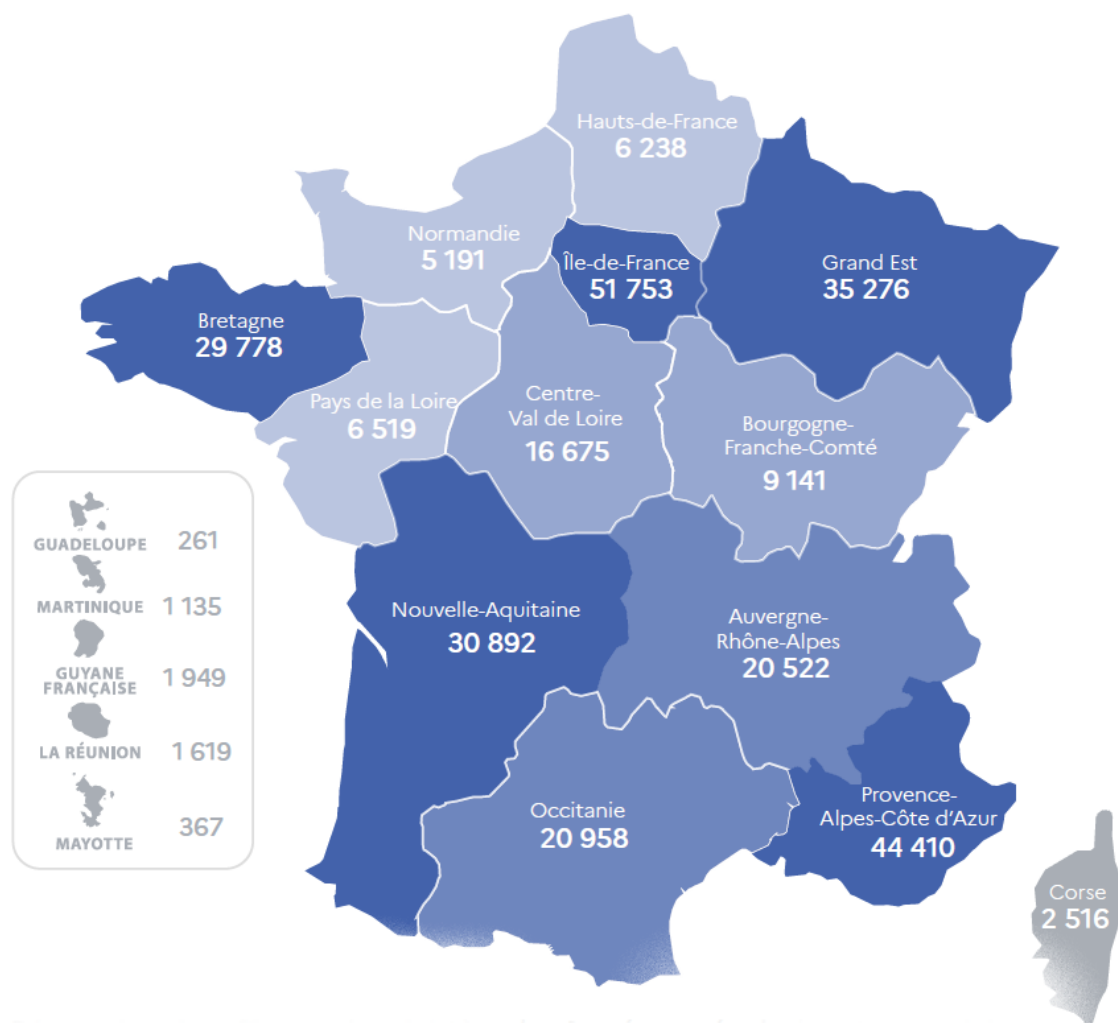 Hauts-de-France
6 238
Normandie
5 191
Île-de-France
51 753
Grand Est
35 276
Bretagne
29 778
Pays de la Loire
6 519
Centre-
Val de Loire
16 675
Bourgogne-
Franche-Comté
9 141
Nouvelle-Aquitaine
30 892
Auvergne-
Rhône-Alpes
20 522
Occitanie
20 958
Provence-
Alpes-Côte d'Azur
44 410
Corse
2 516
GUADELOUPE 261
MARTINIQUE 1 135
GUYANE
FRANÇAISE 1 949
LA RÉUNION 1 619
MAYOTTE 367